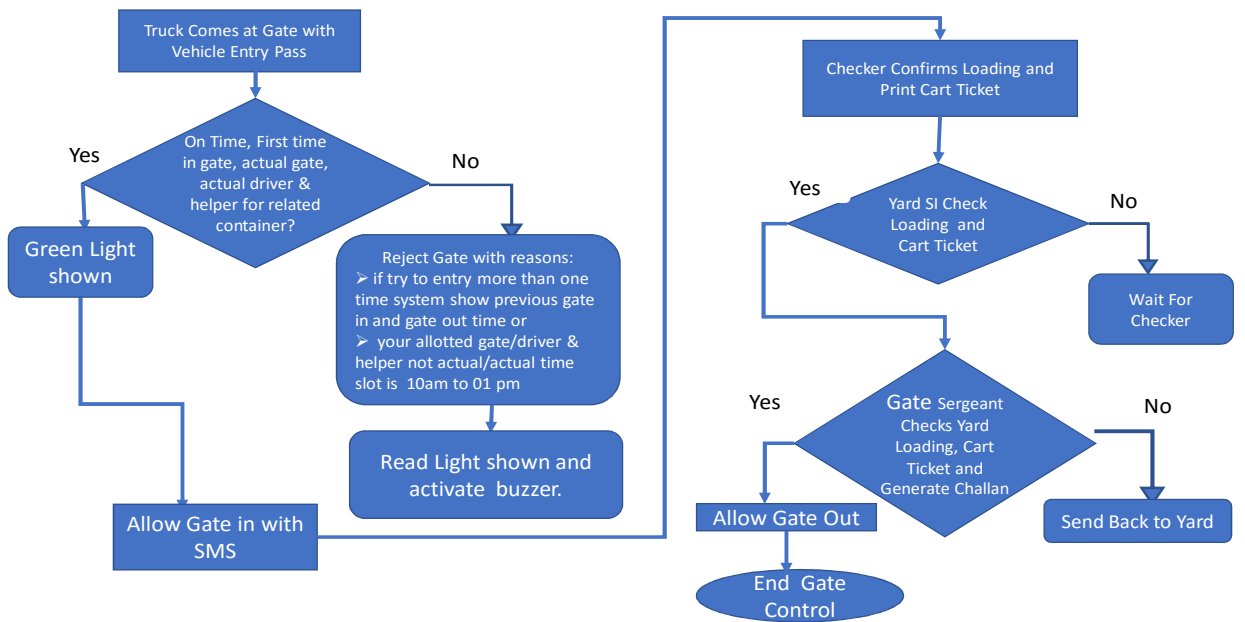 Truck Comes at Gate with
Vehicle Entry Pass
On Time, First time
in gate, actual gate,
actual driver &
helper for related
container?
Yes
No
Green Light
shown
Reject Gate with reasons:
➢ if try to entry more than one
time system show previous gate
in and gate out time or
➢ your allotted gate/driver &
helper not actual/actual time
slot is 10am to 01 pm
Read Light shown and
activate buzzer.
Allow Gate in with
SMS
Checker Confirms Loading and
Print Cart Ticket
Yard SI Check
Loading and
Cart Ticket
Yes
No
Wait For
Checker
Gate Sergeant
Checks Yard
Loading, Cart
Ticket and
Generate Challan
Yes
No
Allow Gate Out
Send Back to Yard
End Gate
Control